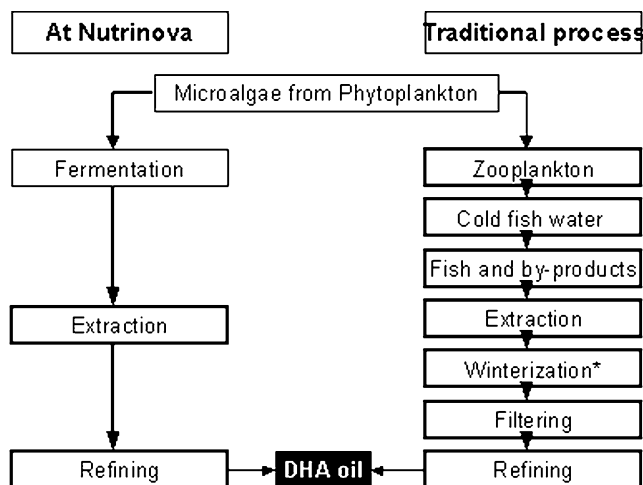 At Nutrinova
Traditional process
Microalgae from Phytoplankton
Fermentation
Zooplankton
Cold fish water
Fish and by-products
Extraction
Extraction
Winterization*
Filtering
Refining
DHA oil
Refining